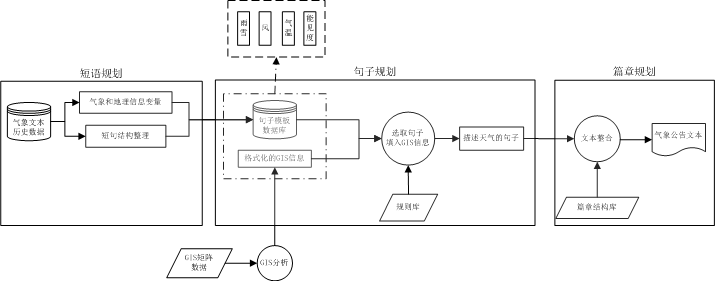 雨雪
风
气温
能见度
短语规划
句子规划
篇章规划
气象文本
历史数据
气象和地理信息变量
短句结构整理
句子模板
数据库
格式化的GIS信息
选取句子
填入GIS信息
描述天气的句子
规则库
文本整合
气象公告文本
篇章结构库
GIS矩阵
数据
GIS分析